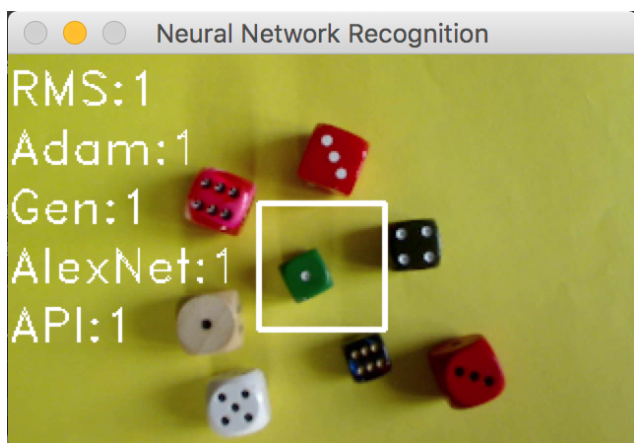 Neural Network Recognition
RMS:1
Adam:1
Gen:1
AlexNet:1
API:1